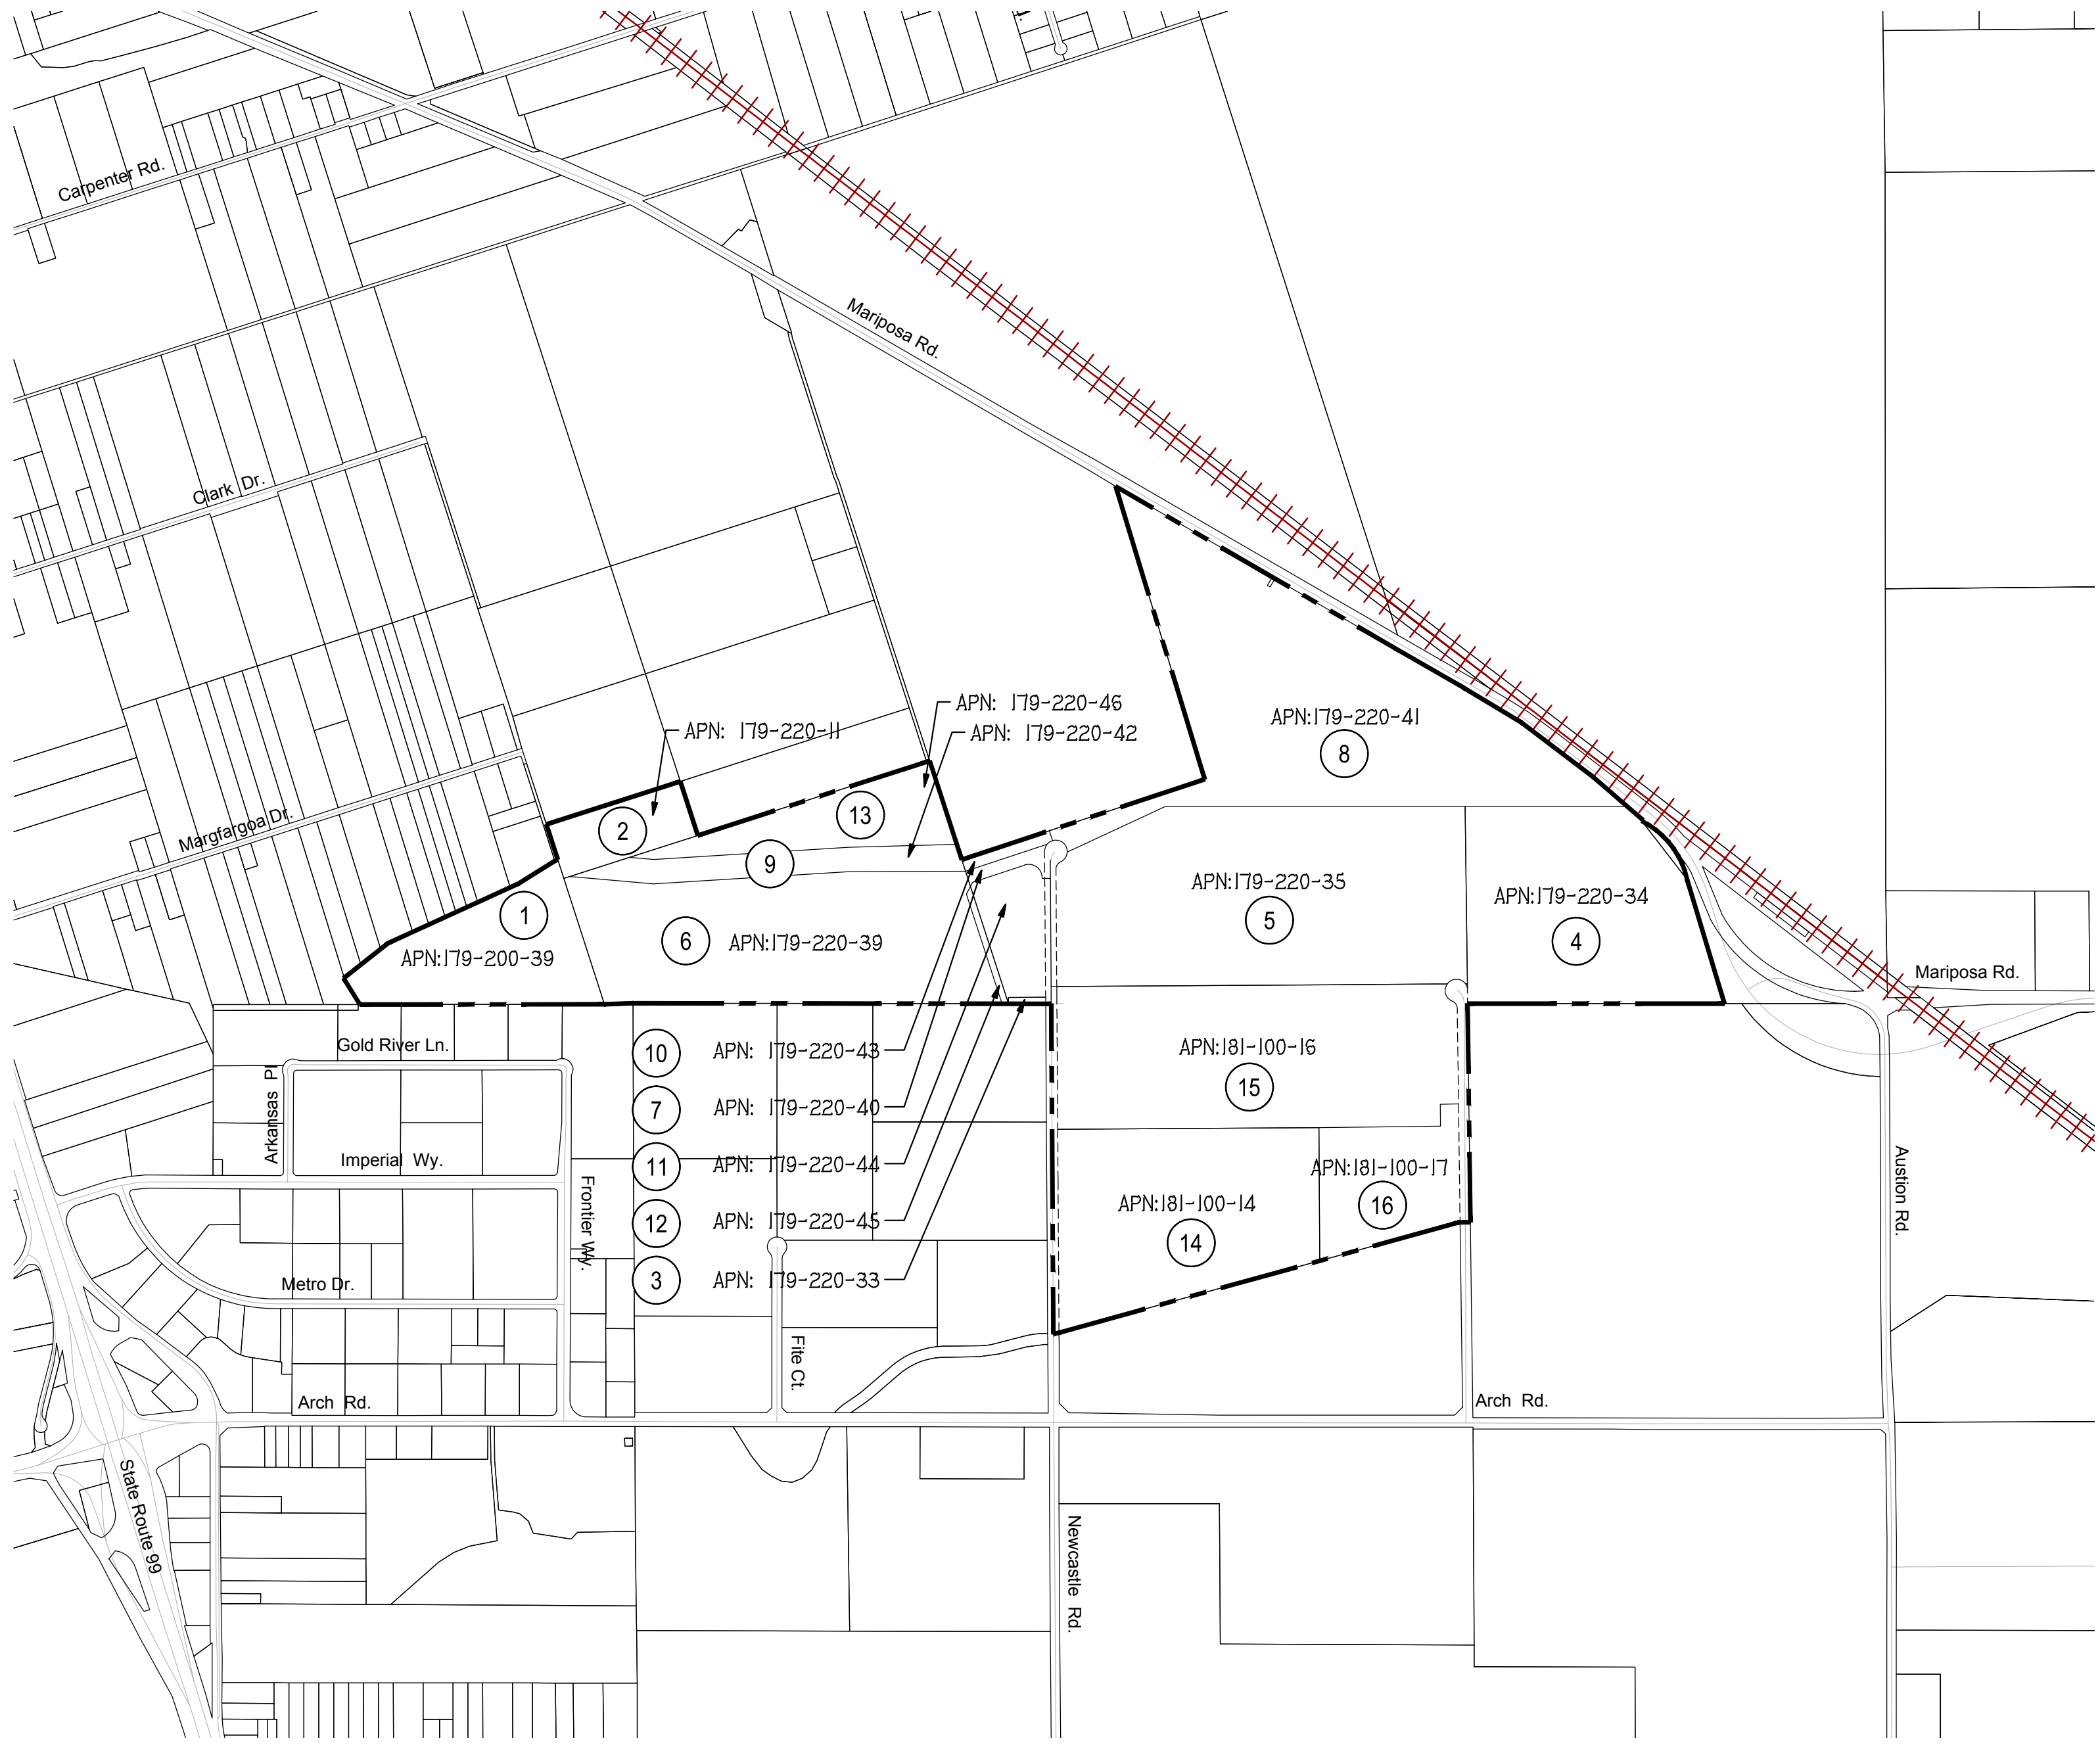 Carpenter Rd.
Mariposa Rd.
Clark Dr.
APN: 179-220-46
APN:179-220-41
APN: 179-220-11
APN: 179-220-42
8
13
2
Margfargoa Dr.
9
APN:179-220-35
APN:179-220-34
1
5
6
APN:179-220-39
4
APN:179-200-39
Mariposa Rd.
Gold River Ln.
10
APN: 179-220-43
APN:181-100-16
15
Arkansas Pl
7
APN: 179-220-40
Imperial Wy.
11
APN: 179-220-44
APN:181-100-17
Austion Rd.
Frontier Wy.
12
APN: 179-220-45
APN:181-100-14
16
14
Metro Dr.
3
APN: 179-220-33
Fite Ct.
Arch Rd.
Arch Rd.
State Route 99
Newcastle Rd.